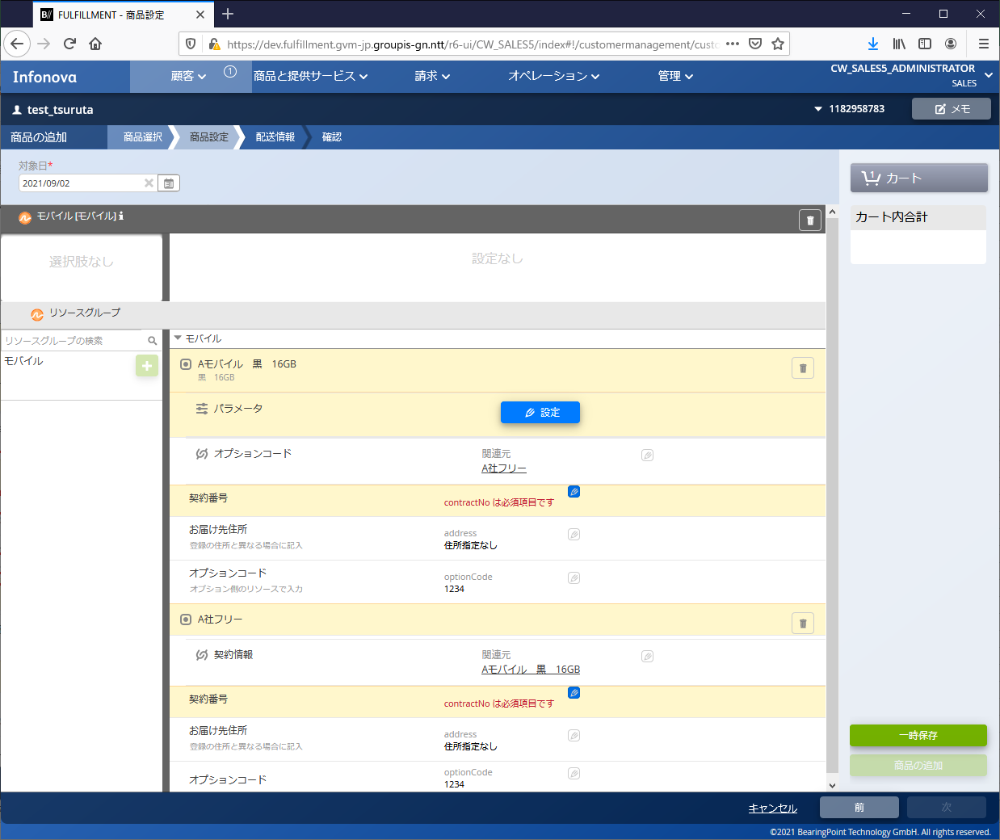 B// FULFILLMENT - 商品設定
https://dev.fulfillment.gvm-jp.groupis-gn.ntt/r6-ui/CW_SALES5/index#!/customermanagement/custc
Infonova
顧客 1 商品と提供サービス 請求 オペレーション 管理
CW_SALES5_ADMINISTRATOR
SALES
test_tsuruta
1182958783
メモ
商品の追加
商品選択
商品設定
配送情報
確認
対象日*
2021/09/02
1 カート
カート内合計
モバイル [モバイル]
選択肢なし
設定なし
リソースグループ
リソースグループの検索
モバイル
モバイル
Aモバイル 黒 16GB
黒 16GB
パラメータ
設定
オプションコード
関連元
A社フリー
契約番号
contractNo は必須項目です
お届け先住所
登録の住所と異なる場合に記入
address
住所指定なし
オプションコード
オプション側のリソースで入力
optionCode
1234
A社フリー
契約情報
関連元
Aモバイル 黒 16GB
契約番号
contractNo は必須項目です
お届け先住所
登録の住所と異なる場合に記入
address
住所指定なし
オプションコード
optionCode
1234
一時保存
商品の追加
キャンセル
前
次
©2021 BearingPoint Technology GmbH. All rights reserved.